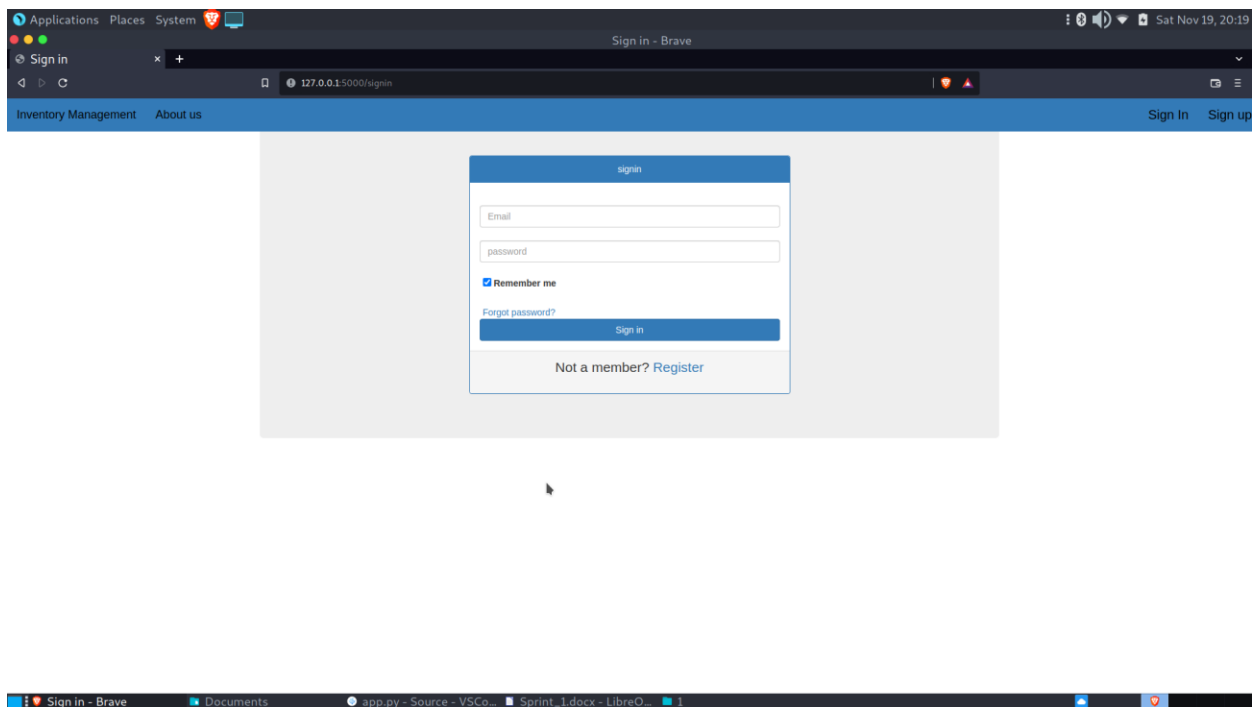 Applications Places System Sat Nov 19, 20:19
Sign in - Brave
Sign in × +
127.0.0.1:5000/signin
Inventory Management About us Sign In Sign up
signin
Email
password
Remember me
Forgot password?
Sign in
Not a member? Register
Sign in - Brave Documents app.py - Source - VSCo... Sprint_1.docx - LibreO... 1